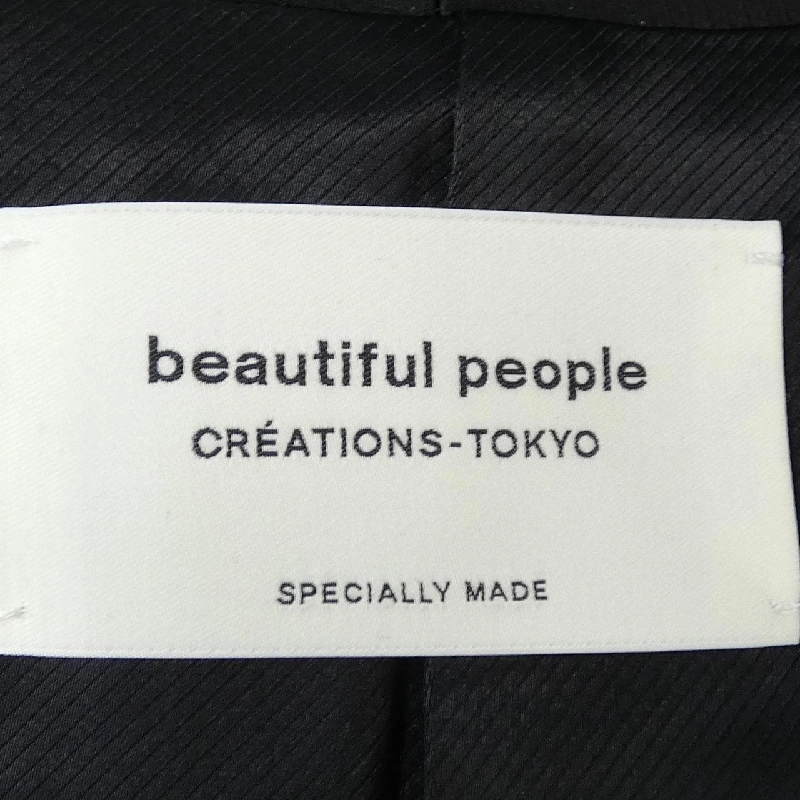 beautiful people
CRÉATIONS-TOKYO
SPECIALLY MADE